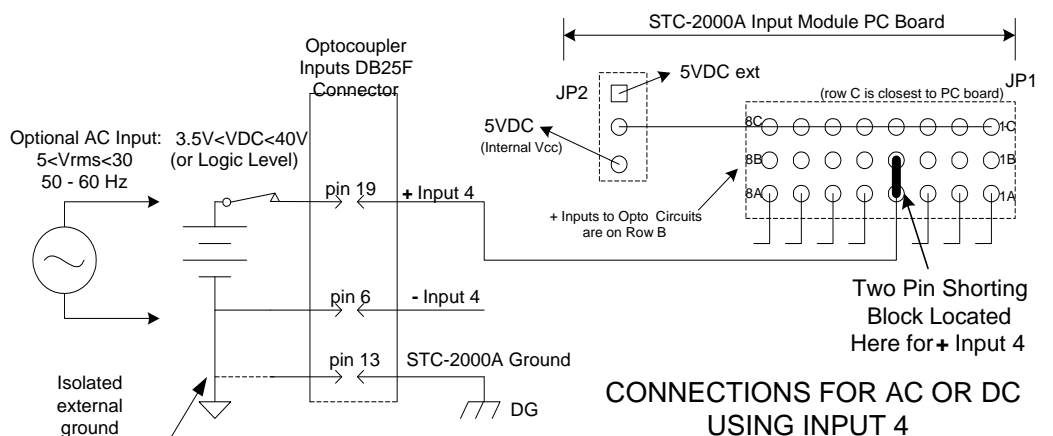 STC-2000A Input Module PC Board
Optocoupler
Inputs DB25F
Connector
5VDC ext
JP2
JP1
(row C is closest to PC board)
Optional AC Input:
5<Vrms<30
50 - 60 Hz
3.5V<VDC<40V
(or Logic Level)
5VDC
(Internal Vcc)
8C
1C
8B
1B
8A
1A
pin 19
+ Input 4
+ Inputs to Opto Circuits
are on Row B
pin 6
- Input 4
Two Pin Shorting
Block Located
Here for + Input 4
pin 13
STC-2000A Ground
DG
Isolated
external
ground
CONNECTIONS FOR AC OR DC
USING INPUT 4